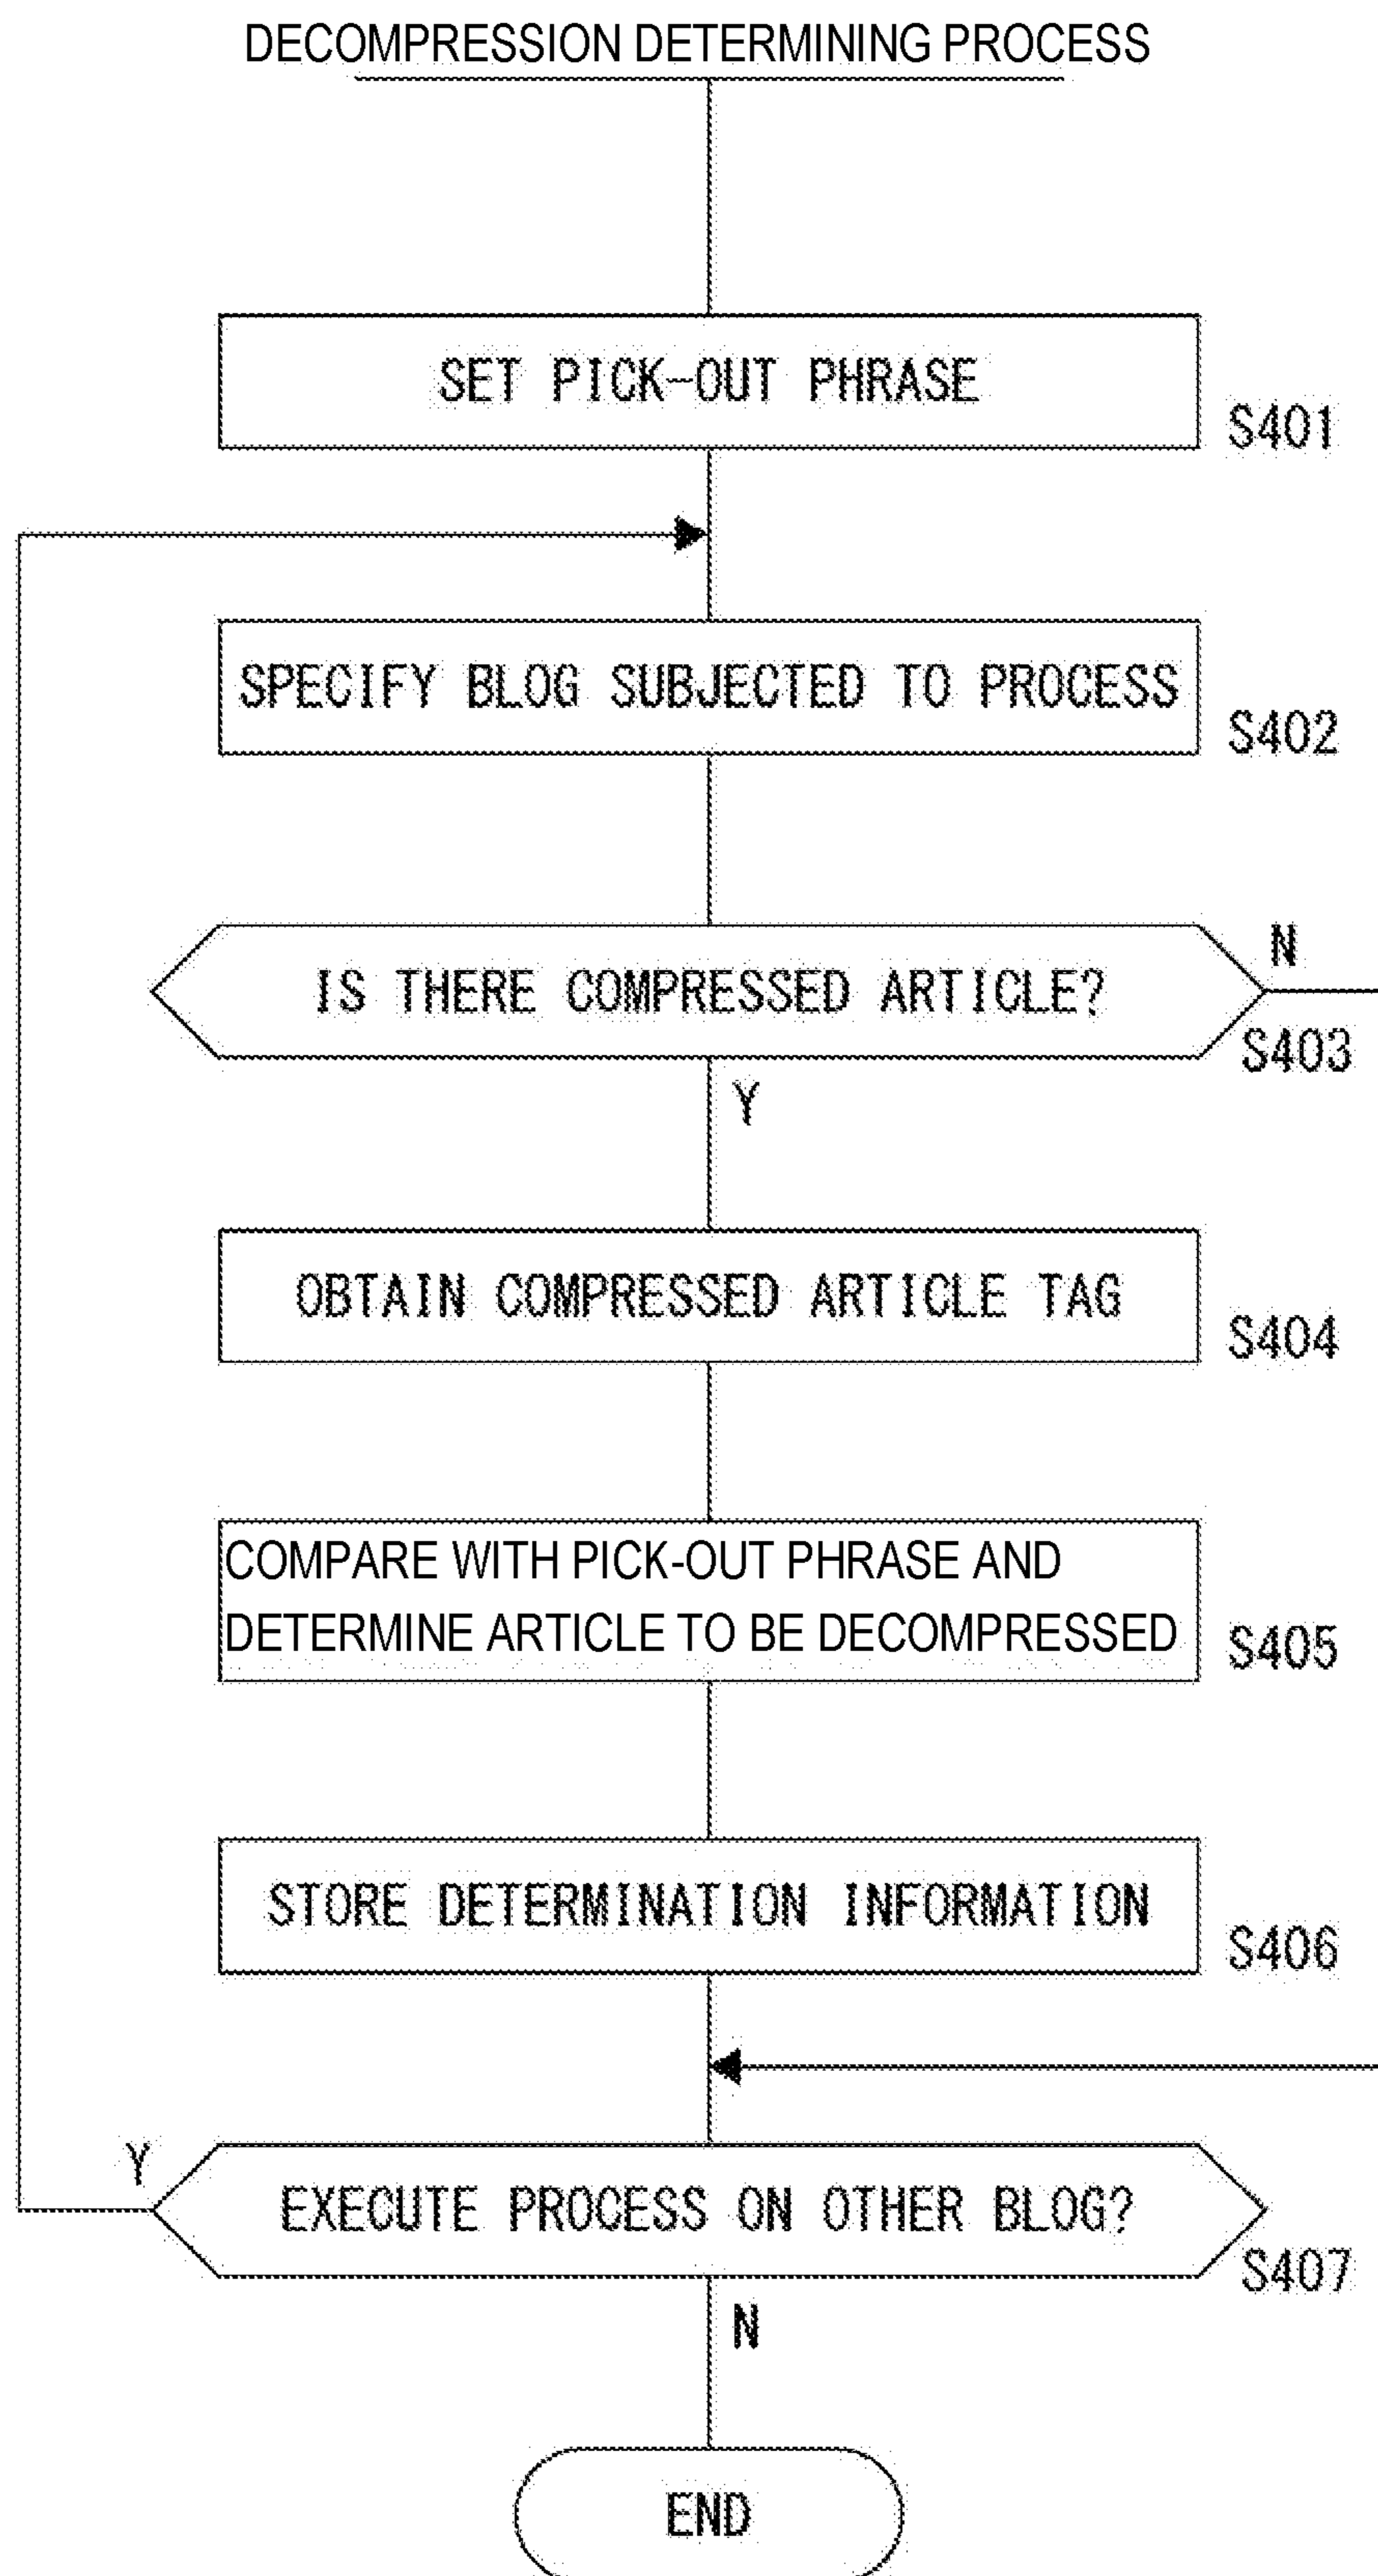 DECOMPRESSION DETERMINING PROCESS
SET PICK-OUT PHRASE
S401
SPECIFY BLOG SUBJECTED TO PROCESS
S402
N
IS THERE COMPRESSED ARTICLE?
S403
Y
OBTAIN COMPRESSED ARTICLE TAG
S404
COMPARE WITH PICK-OUT PHRASE AND
DETERMINE ARTICLE TO BE DECOMPRESSED
S405
STORE DETERMINATION INFORMATION
S406
Y
EXECUTE PROCESS ON OTHER BLOG?
S407
N
END